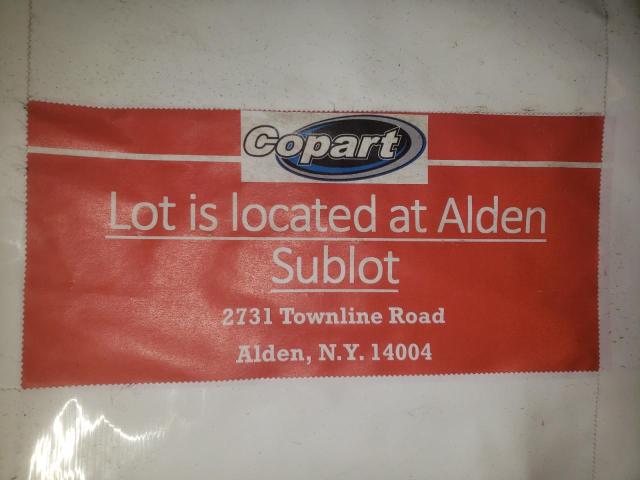 Copart
Lot is located at Alden
Sublot
2731 Townline Road
Alden, N.Y. 14004